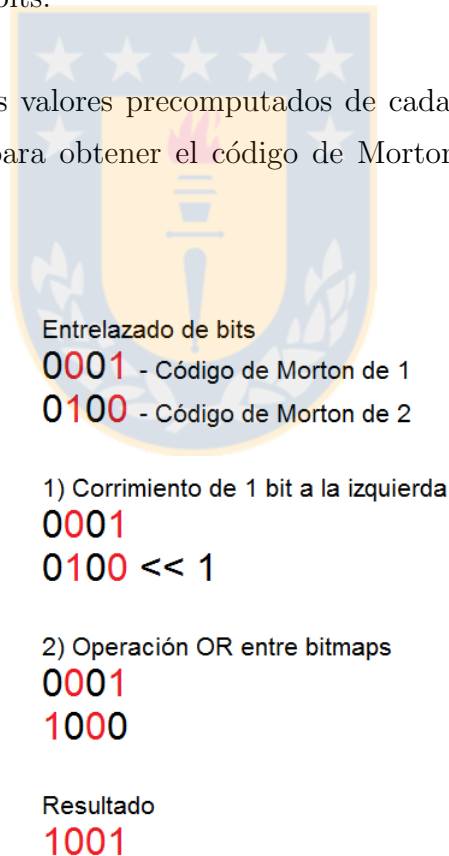 bits.
s valores precomputados de cada
para obtener el código de Morton
Entrelazado de bits
0001 - Código de Morton de 1
0100 - Código de Morton de 2
1) Corrimiento de 1 bit a la izquierda
0001
0100 << 1
2) Operación OR entre bitmaps
0001
1000
Resultado
1001